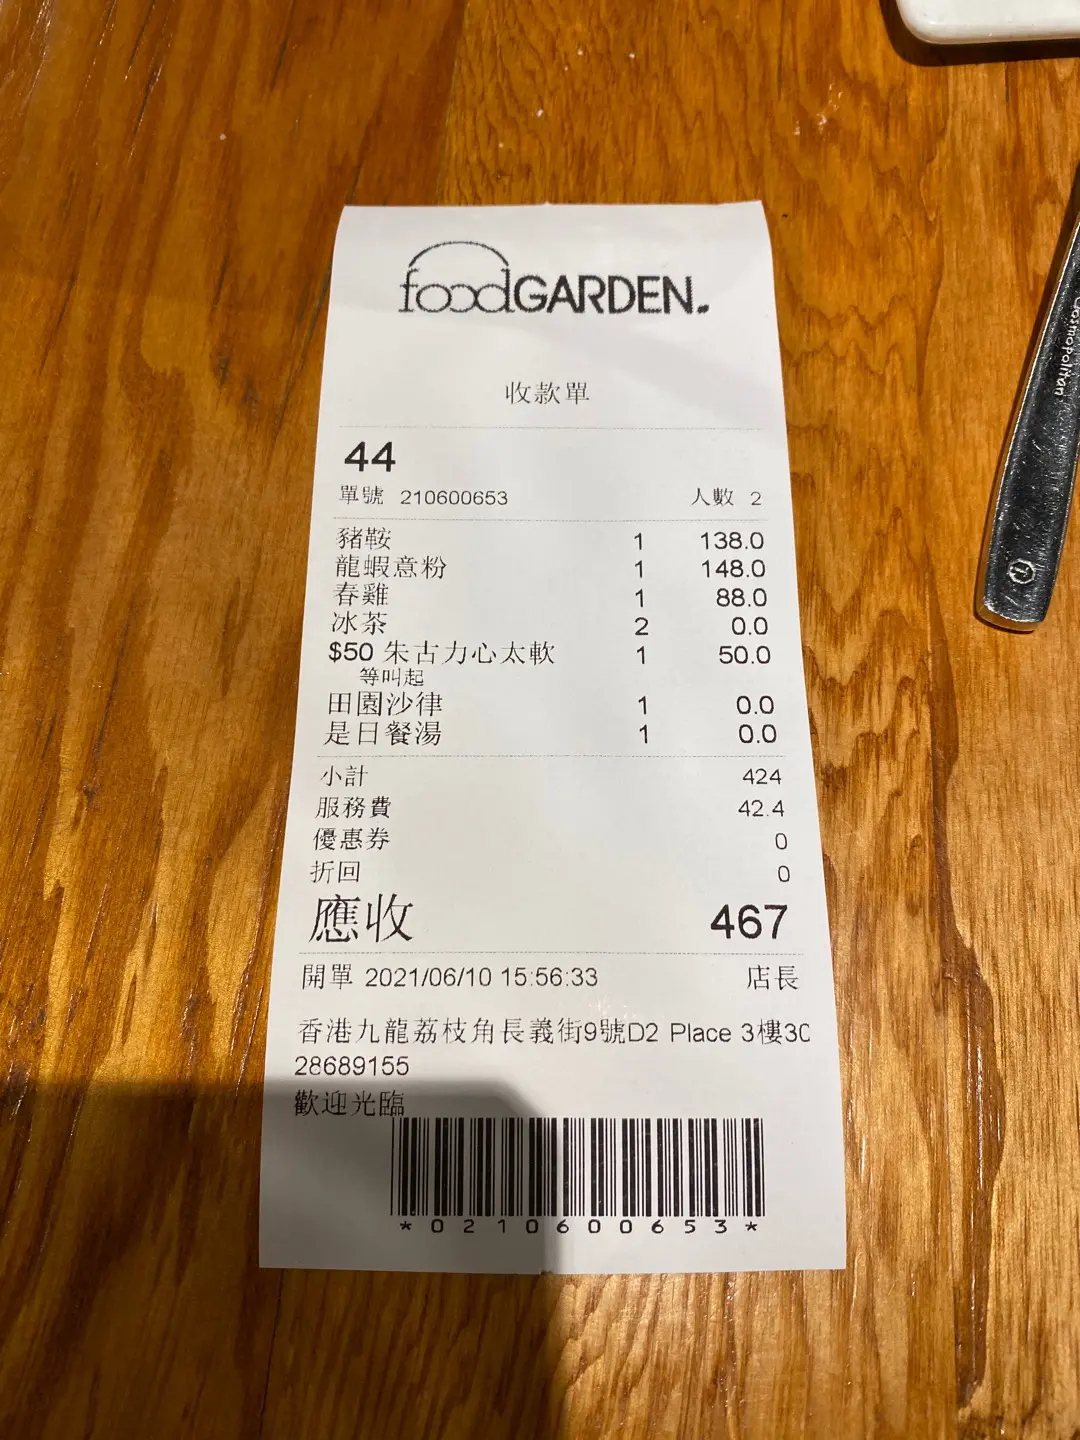 foodGARDEN.
收款單
44
單號 210600653 人數 2
豬鞍 1 138.0
龍蝦意粉 1 148.0
春雞 1 88.0
冰茶 2 0.0
$50 朱古力心太軟 1 50.0
等叫起
田園沙律 1 0.0
是日餐湯 1 0.0
小計 424
服務費 42.4
優惠券 0
折回 0
應收 467
開單 2021/06/10 15:56:33 店長
香港九龍荔枝角長義街9號D2 Place 3樓30
28689155
歡迎光臨
*0210600653*
Cosmopolitan